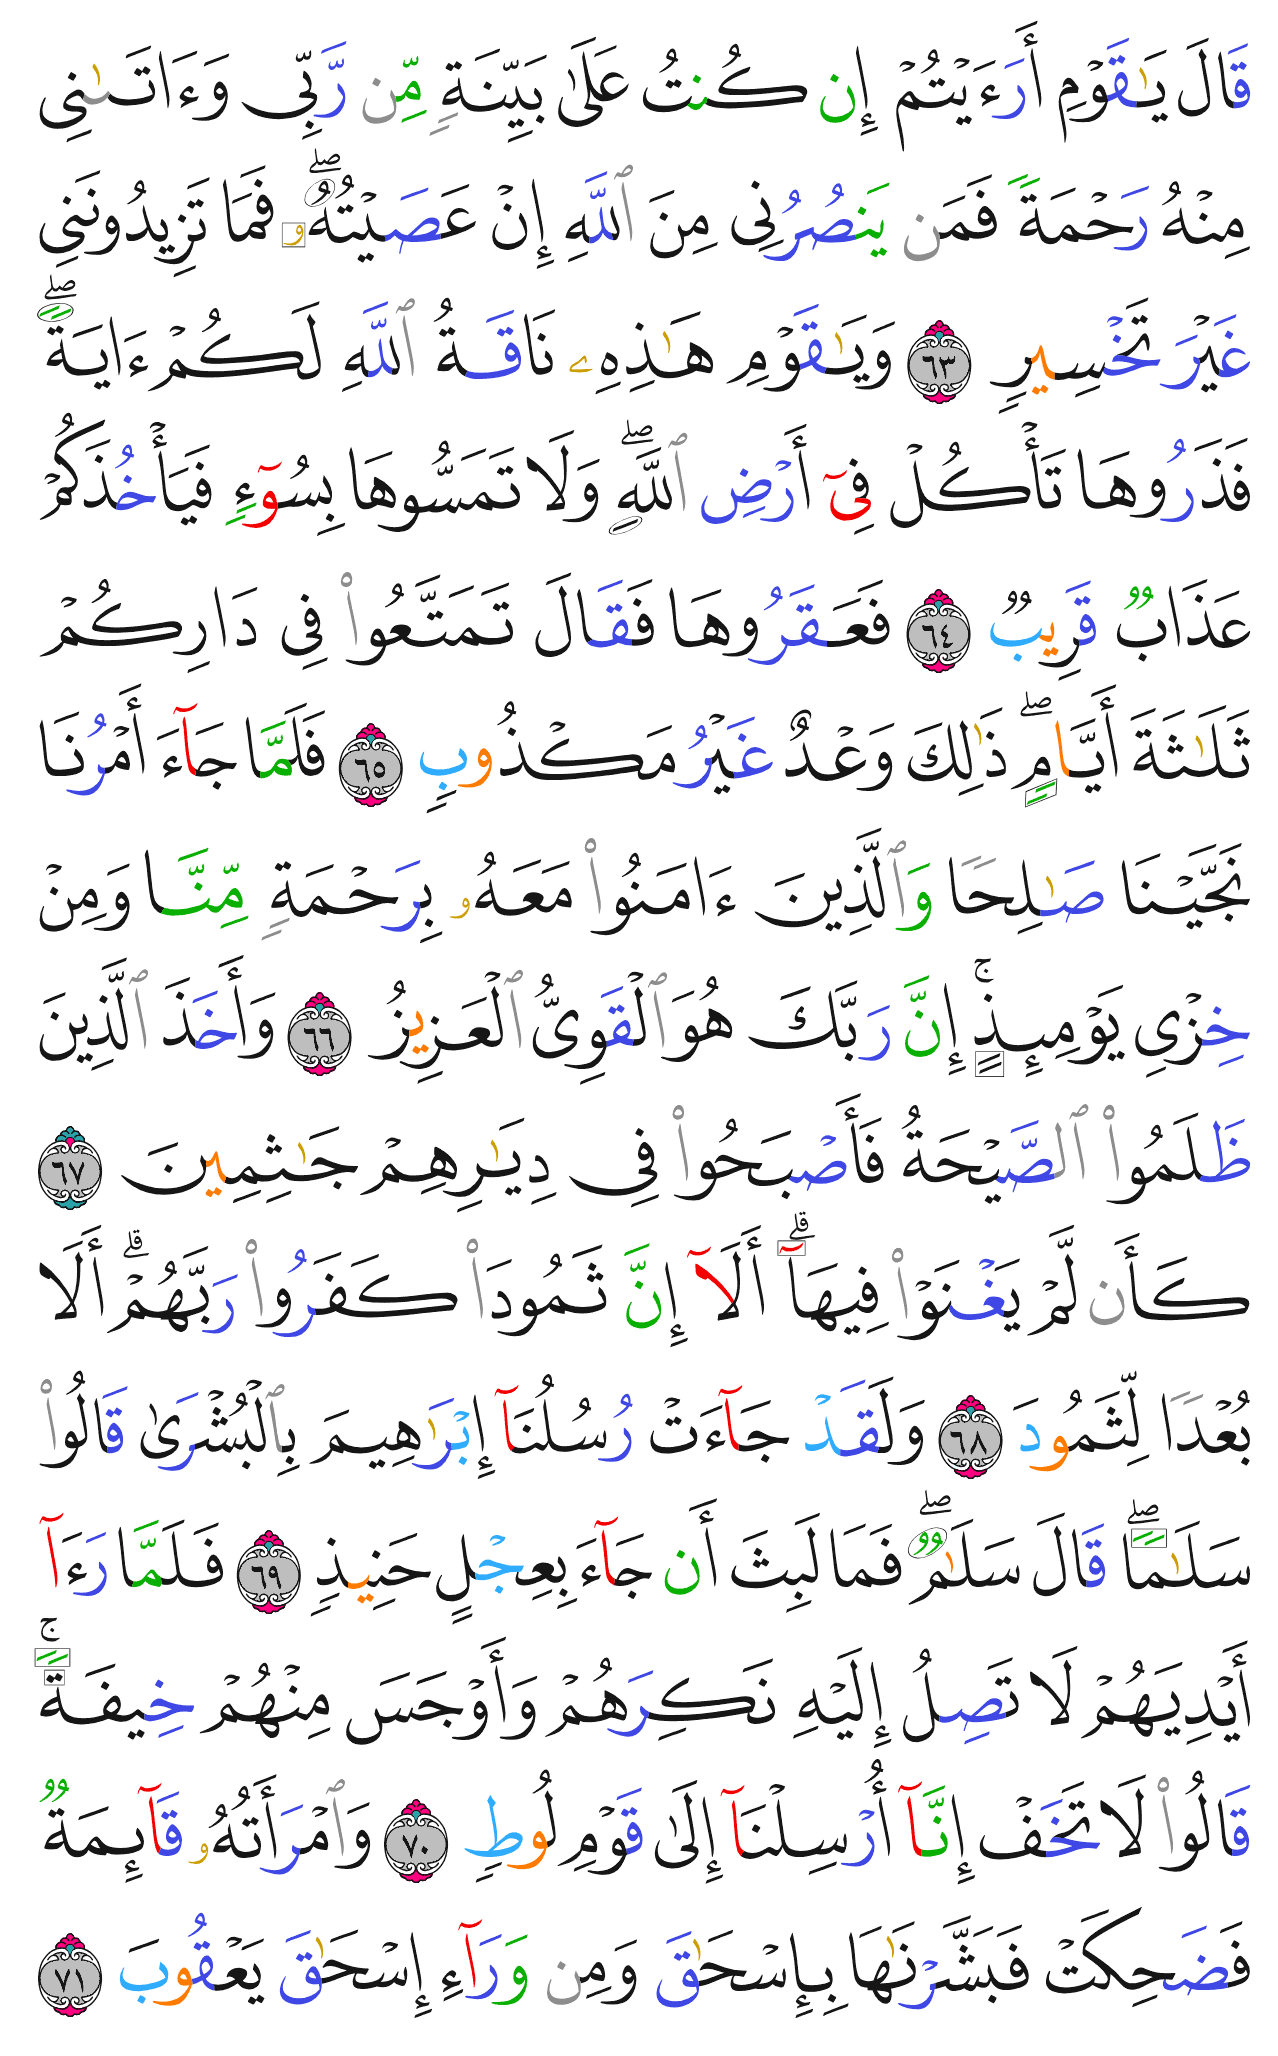 قَالَ يَـٰقَوْمِ أَرَءَيْتُمْ إِن كُنتُ عَلَىٰ بَيِّنَةٍ مِّن رَّبِّى وَءَاتَىٰنِى
مِنْهُ رَحْمَةً فَمَن يَنصُرُنِى مِنَ ٱللَّهِ إِنْ عَصَيْتُهُۥ ۖ فَمَا تَزِيدُونَنِى
غَيْرَ تَخْسِيرٍ ٦٣ وَيَـٰقَوْمِ هَـٰذِهِۦ نَاقَةُ ٱللَّهِ لَكُمْ ءَايَةً ۖ
فَذَرُوهَا تَأْكُلْ فِىٓ أَرْضِ ٱللَّهِ ۖ وَلَا تَمَسُّوهَا بِسُوٓءٍ فَيَأْخُذَكُمْ
عَذَابٌ قَرِيبٌ ٦٤ فَعَقَرُوهَا فَقَالَ تَمَتَّعُوا۟ فِى دَارِكُمْ
ثَلَـٰثَةَ أَيَّامٍ ۖ ذَٰلِكَ وَعْدٌ غَيْرُ مَكْذُوبٍ ٦٥ فَلَمَّا جَآءَ أَمْرُنَا
نَجَّيْنَا صَـٰلِحًا وَٱلَّذِينَ ءَامَنُوا۟ مَعَهُۥ بِرَحْمَةٍ مِّنَّا وَمِنْ
خِزْىِ يَوْمِئِذٍ ۚ إِنَّ رَبَّكَ هُوَ ٱلْقَوِىُّ ٱلْعَزِيزُ ٦٦ وَأَخَذَ ٱلَّذِينَ
ظَلَمُوا۟ ٱلصَّيْحَةُ فَأَصْبَحُوا۟ فِى دِيَـٰرِهِمْ جَـٰثِمِينَ ٦٧
كَأَن لَّمْ يَغْنَوْا۟ فِيهَآ ۗ أَلَآ إِنَّ ثَمُودَا۟ كَفَرُوا۟ رَبَّهُمْ ۗ أَلَا
بُعْدًا لِّثَمُودَ ٦٨ وَلَقَدْ جَآءَتْ رُسُلُنَآ إِبْرَٰهِيمَ بِٱلْبُشْرَىٰ قَالُوا۟
سَلَـٰمًا ۖ قَالَ سَلَـٰمٌ ۖ فَمَا لَبِثَ أَن جَآءَ بِعِجْلٍ حَنِيذٍ ٦٩ فَلَمَّا رَءَآ
أَيْدِيَهُمْ لَا تَصِلُ إِلَيْهِ نَكِرَهُمْ وَأَوْجَسَ مِنْهُمْ خِيفَةً ۚ
قَالُوا۟ لَا تَخَفْ إِنَّآ أُرْسِلْنَآ إِلَىٰ قَوْمِ لُوطٍ ٧٠ وَٱمْرَأَتُهُۥ قَآئِمَةٌ
فَضَحِكَتْ فَبَشَّرْنَـٰهَا بِإِسْحَـٰقَ وَمِن وَرَآءِ إِسْحَـٰقَ يَعْقُوبَ ٧١